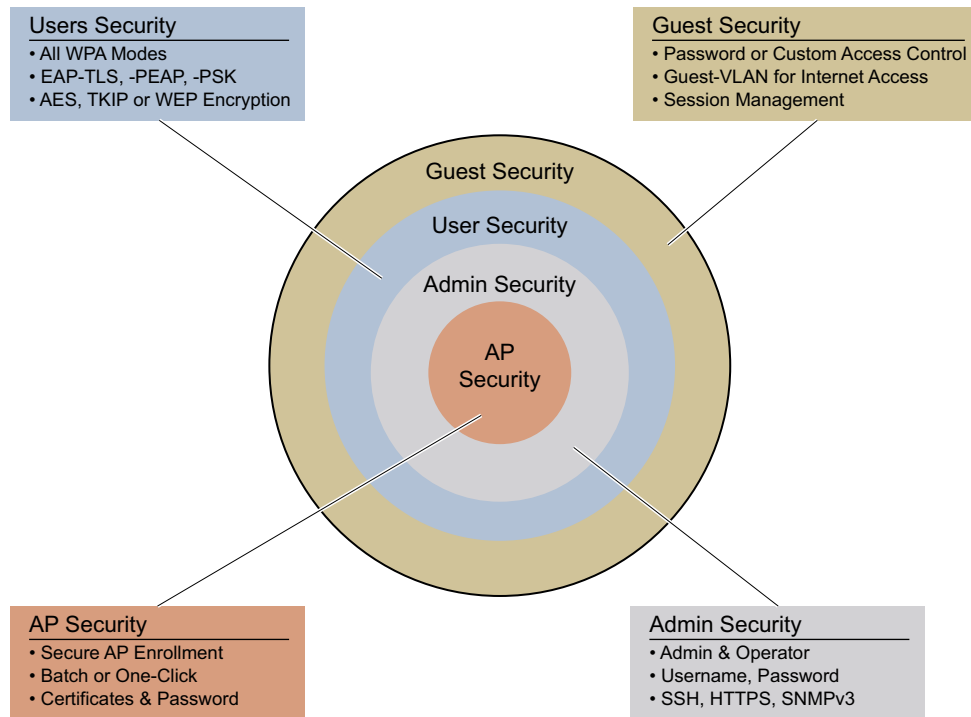 Users Security
• All WPA Modes
• EAP-TLS, -PEAP, -PSK
• AES, TKIP or WEP Encryption
Guest Security
• Password or Custom Access Control
• Guest-VLAN for Internet Access
• Session Management
Guest Security
User Security
Admin Security
AP
Security
AP Security
• Secure AP Enrollment
• Batch or One-Click
• Certificates & Password
Admin Security
• Admin & Operator
• Username, Password
• SSH, HTTPS, SNMPv3